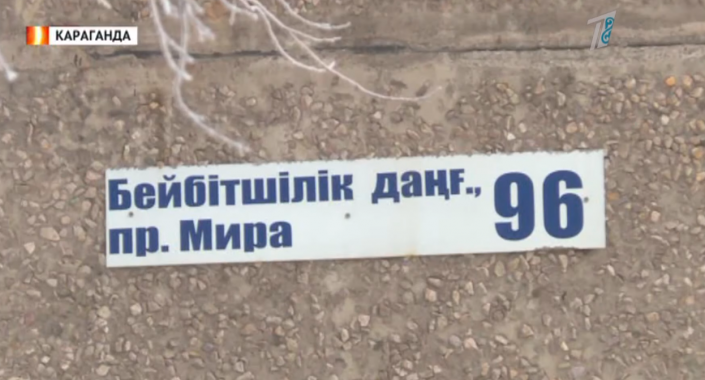 КАРАГАНДА
Бейбітшілік даңғ., 96
пр. Мира